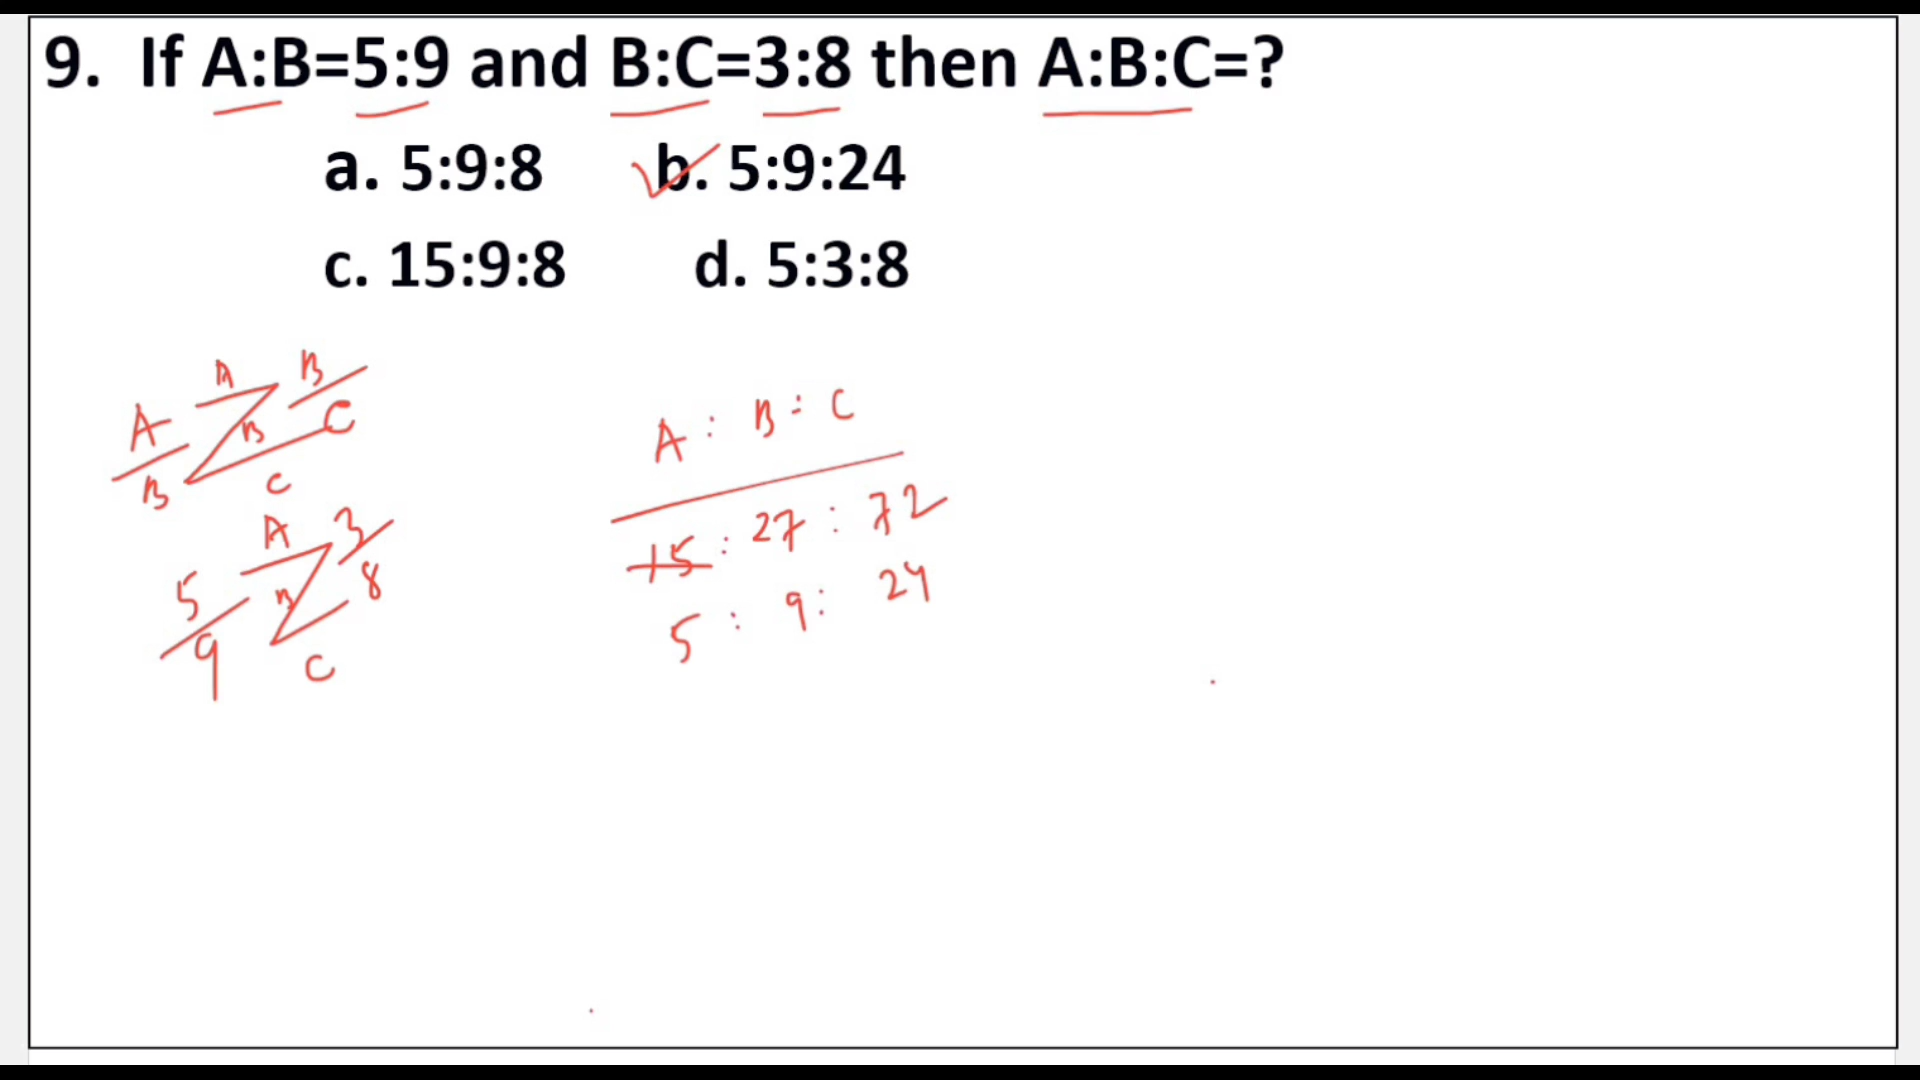 9. If A:B=5:9 and B:C=3:8 then A:B:C=?
a. 5:9:8 b. 5:9:24
c. 15:9:8 d. 5:3:8
A B
A B C
B C
A : B : C
15 : 27 : 72
5 : 9 : 24
A 3
5 B 8
9 C